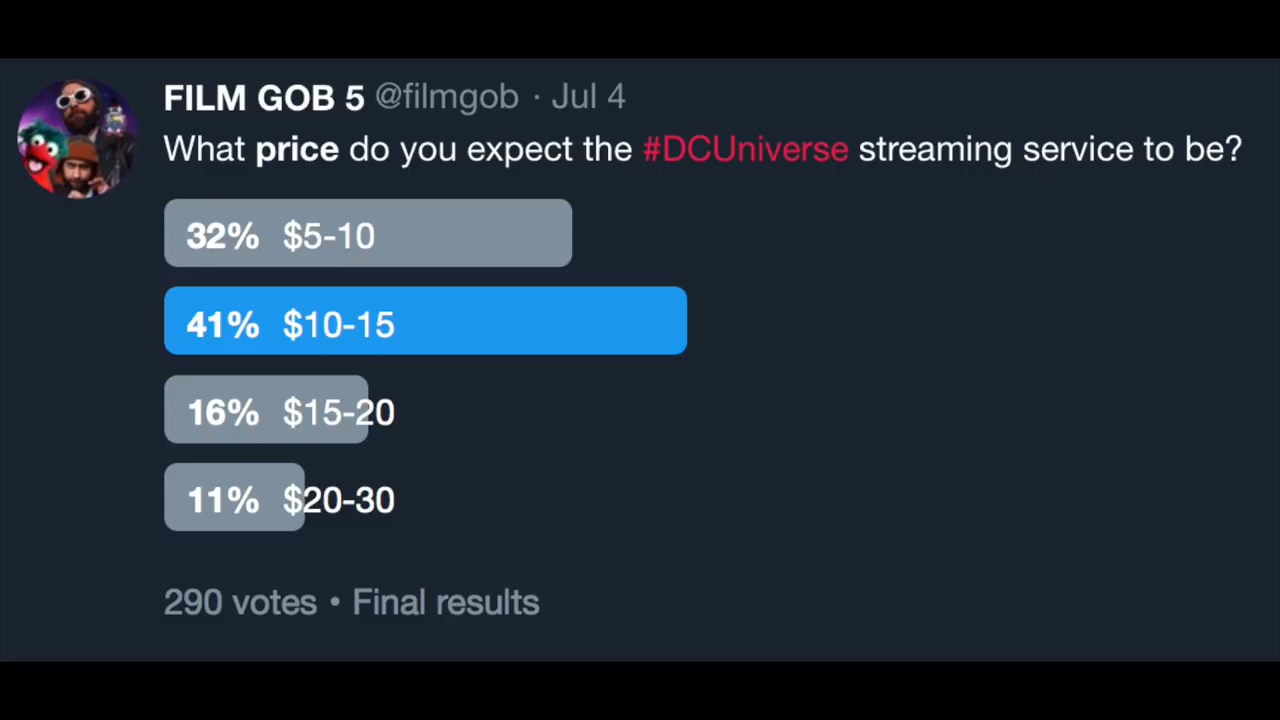 FILM GOB 5 @filmgob · Jul 4
What price do you expect the #DCUniverse streaming service to be?
32% $5-10
41% $10-15
16% $15-20
11% $20-30
290 votes • Final results